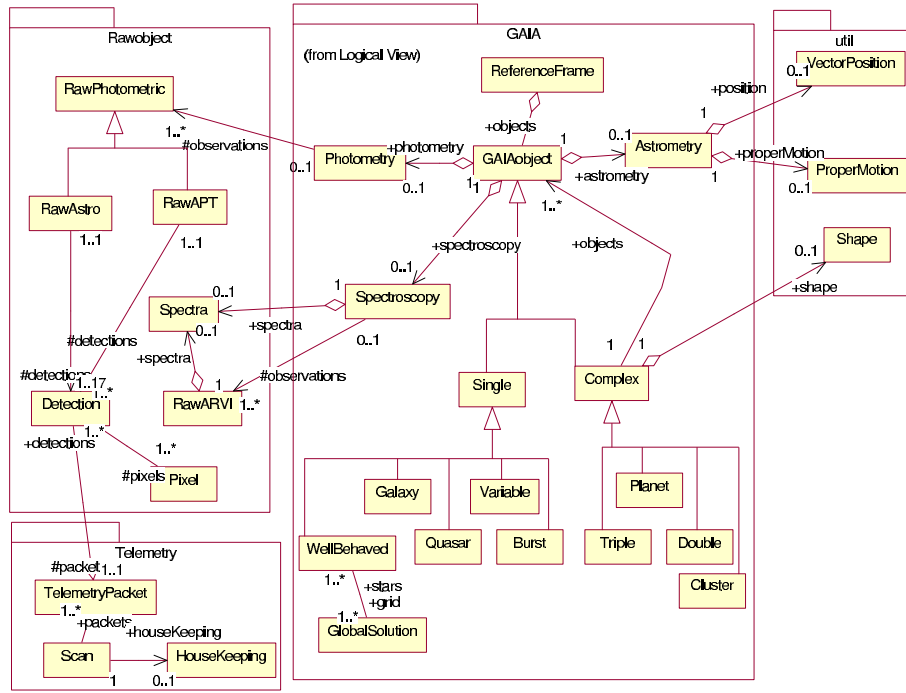 Rawobject
RawPhotometric
1..*
#observations
RawAstro
RawAPT
1..1
1..1
Spectra
0..1
0..1
+spectra
+spectra
#detections
#detections
1..17
1..*
Detection
+detections
1..*
RawARVI
1
1..*
#observations
1..*
#pixels
Pixel
Telemetry
#packet
1..1
TelemetryPacket
1..*
+packets
+houseKeeping
Scan
1
HouseKeeping
0..1
GAIA
(from Logical View)
ReferenceFrame
+objects
1
Photometry
0..1
+photometry
0..1
GAIAobject
1
1
+astrometry
0..1
Astrometry
1
1
+position
+properMotion
+spectroscopy
0..1
1..*
+objects
Spectroscopy
1
0..1
Single
Complex
1
1
+shape
Galaxy
Variable
Planet
WellBehaved
Quasar
Burst
Triple
Double
Cluster
1..*
+stars
+grid
1..*
GlobalSolution
util
VectorPosition
0..1
ProperMotion
0..1
Shape
0..1